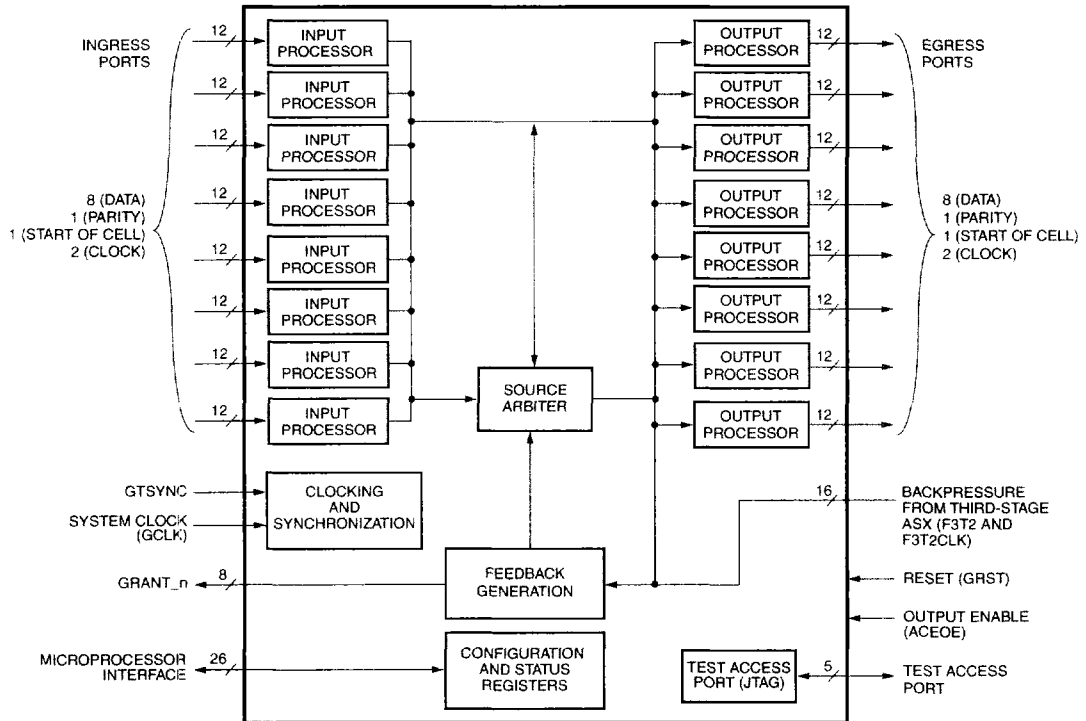 INGRESS
PORTS
12
12
12
12
12
12
12
12
8 (DATA)
1 (PARITY)
1 (START OF CELL)
2 (CLOCK)
INPUT
PROCESSOR
INPUT
PROCESSOR
INPUT
PROCESSOR
INPUT
PROCESSOR
INPUT
PROCESSOR
INPUT
PROCESSOR
INPUT
PROCESSOR
INPUT
PROCESSOR
SOURCE
ARBITER
OUTPUT
PROCESSOR
OUTPUT
PROCESSOR
OUTPUT
PROCESSOR
OUTPUT
PROCESSOR
OUTPUT
PROCESSOR
OUTPUT
PROCESSOR
OUTPUT
PROCESSOR
OUTPUT
PROCESSOR
12
12
12
12
12
12
12
12
EGRESS
PORTS
8 (DATA)
1 (PARITY)
1 (START OF CELL)
2 (CLOCK)
GTSYNC
SYSTEM CLOCK
(GCLK)
CLOCKING
AND
SYNCHRONIZATION
16
BACKPRESSURE
FROM THIRD-STAGE
ASX (F3T2 AND
F3T2CLK)
GRANT_n
8
FEEDBACK
GENERATION
RESET (GRST)
OUTPUT ENABLE
(ACEOE)
MICROPROCESSOR
INTERFACE
26
CONFIGURATION
AND STATUS
REGISTERS
TEST ACCESS
PORT (JTAG)
5
TEST ACCESS
PORT